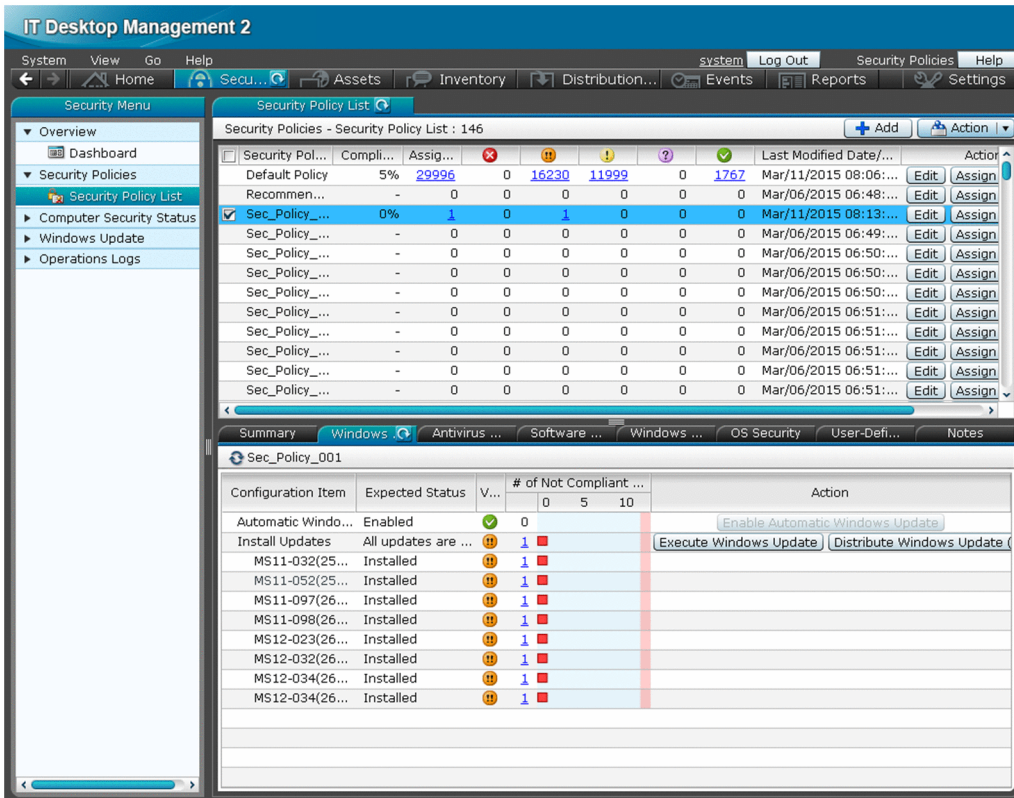 IT Desktop Management 2
System View Go Help system Log Out Security Policies Help
Home Secu... Assets Inventory Distribution... Events Reports Settings
Security Menu
Overview
Dashboard
Security Policies
Security Policy List
Computer Security Status
Windows Update
Operations Logs
Security Policy List
Security Policies - Security Policy List : 146 Add Action
Security Pol... Compli... Assig... Last Modified Date/... Action
Default Policy 5% 29996 0 16230 11999 0 1767 Mar/11/2015 08:06:... Edit Assign
Recommen... - 0 0 0 0 0 0 Mar/06/2015 06:48:... Edit Assign
Sec_Policy_... 0% 1 0 1 0 0 0 Mar/11/2015 08:13:... Edit Assign
Sec_Policy_... - 0 0 0 0 0 0 Mar/06/2015 06:49:... Edit Assign
Sec_Policy_... - 0 0 0 0 0 0 Mar/06/2015 06:50:... Edit Assign
Sec_Policy_... - 0 0 0 0 0 0 Mar/06/2015 06:50:... Edit Assign
Sec_Policy_... - 0 0 0 0 0 0 Mar/06/2015 06:50:... Edit Assign
Sec_Policy_... - 0 0 0 0 0 0 Mar/06/2015 06:51:... Edit Assign
Sec_Policy_... - 0 0 0 0 0 0 Mar/06/2015 06:51:... Edit Assign
Sec_Policy_... - 0 0 0 0 0 0 Mar/06/2015 06:51:... Edit Assign
Sec_Policy_... - 0 0 0 0 0 0 Mar/06/2015 06:51:... Edit Assign
Sec_Policy_... - 0 0 0 0 0 0 Mar/06/2015 06:51:... Edit Assign
Summary Windows . Antivirus ... Software ... Windows ... OS Security User-Defi... Notes
Sec_Policy_001
Configuration Item Expected Status V... # of Not Compliant ... Action
0 5 10
Automatic Windo... Enabled 0 Enable Automatic Windows Update
Install Updates All updates are ... 1 Execute Windows Update Distribute Windows Update (
MS11-032(25... Installed 1
MS11-052(25... Installed 1
MS11-097(26... Installed 1
MS11-098(26... Installed 1
MS12-023(26... Installed 1
MS12-032(26... Installed 1
MS12-034(26... Installed 1
MS12-034(26... Installed 1